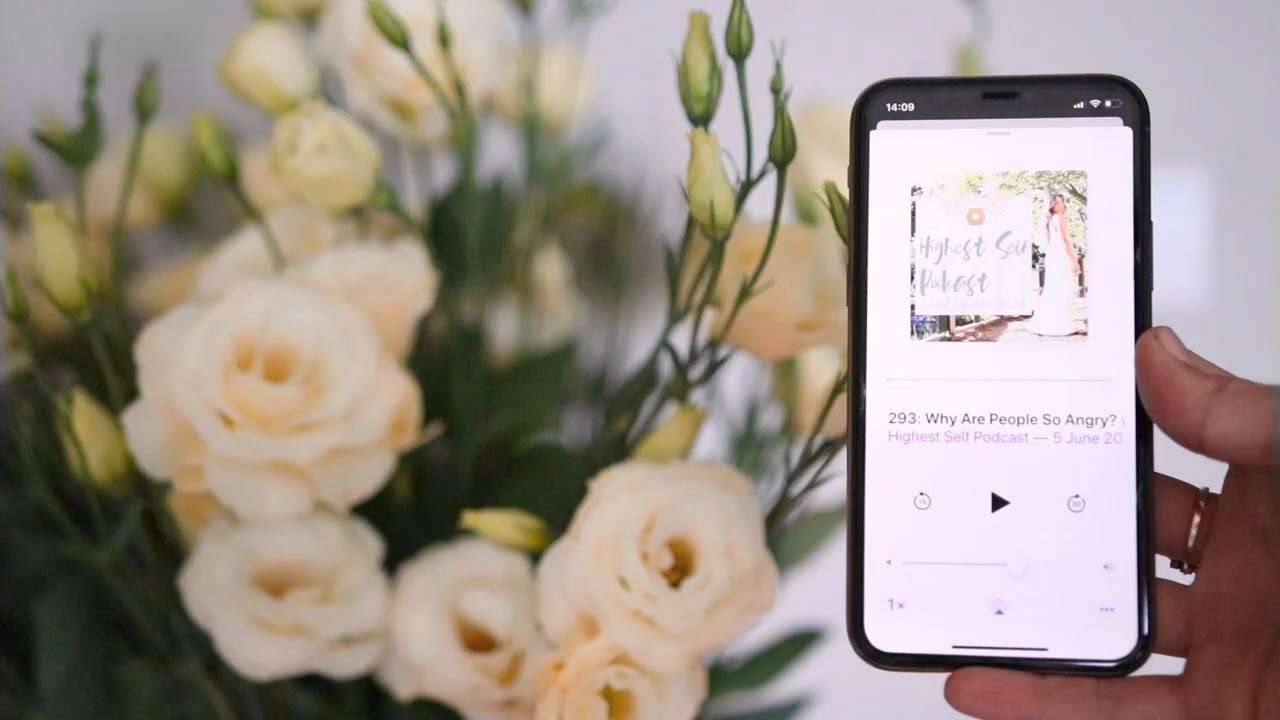 14:09
Highest Self
Podcast
293: Why Are People So Angry?
Highest Self Podcast — 5 June 20
1×